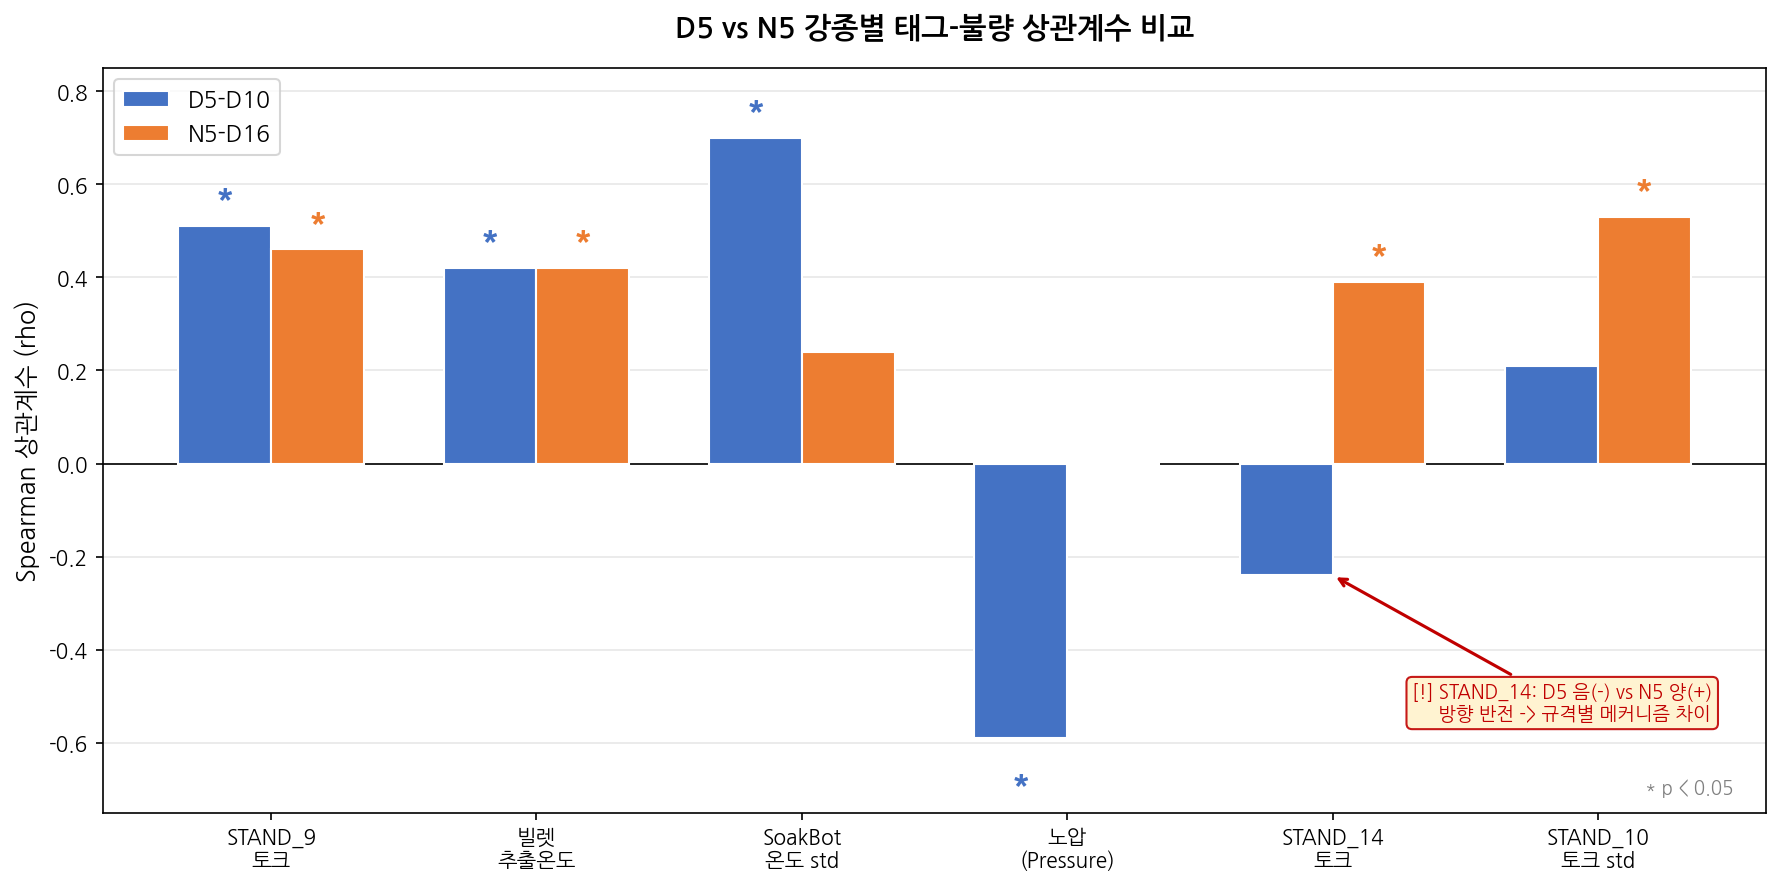 D5 vs N5 강종별 태그-불량 상관계수 비교
D5-D10
N5-D16
Spearman 상관계수 (rho)
0.8
0.6
0.4
0.2
0.0
-0.2
-0.4
-0.6
*
*
*
*
*
*
*
*
[!] STAND_14: D5 음(-) vs N5 양(+)
방향 반전 -> 규격별 메커니즘 차이
* p < 0.05
STAND_9
토크
빌렛
추출온도
SoakBot
온도 std
노압
(Pressure)
STAND_14
토크
STAND_10
토크 std